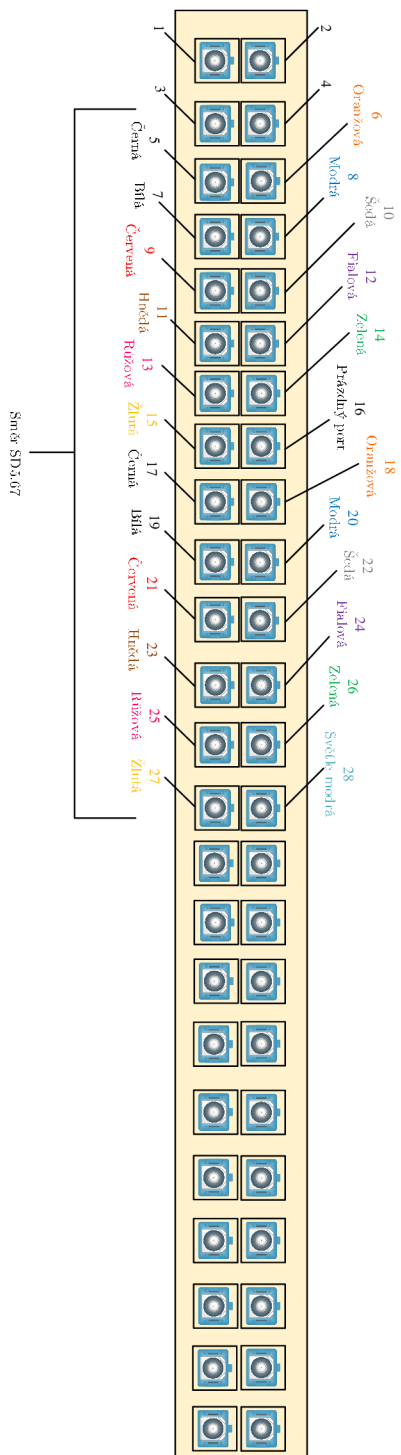 2
4
6
Oranžová
8
Modrá
10
Šedá
12
Fialová
14
Zelená
16
Prázdný port
18
Oranžová
20
Modrá
22
Šedá
24
Fialová
26
Zelená
28
Světle modrá
1
3
5
Černá
7
Bílá
9
Červená
11
Hnědá
13
Růžová
15
Žlutá
17
Černá
19
Bílá
21
Červená
23
Hnědá
25
Růžová
27
Žlutá
Směr SD3.67